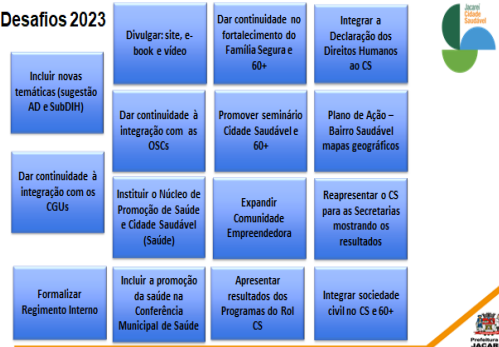 Desafios 2023
Incluir novas
temáticas (sugestão
AD e SubDIH)
Dar continuidade à
integração com os
CGUs
Formalizar
Regimento Interno
Divulgar: site, e-
book e vídeo
Dar continuidade à
integração com as
OSCs
Instituir o Núcleo de
Promoção de Saúde
e Cidade Saudável
(Saúde)
Incluir a promoção
da saúde na
Conferência
Municipal de Saúde
Dar continuidade no
fortalecimento do
Família Segura e
60+
Promover seminário
Cidade Saudável e
60+
Expandir
Comunidade
Empreendedora
Apresentar
resultados dos
Programas do Rol
CS
Integrar a
Declaração dos
Direitos Humanos
ao CS
Plano de Ação –
Bairro Saudável
mapas geográficos
Reapresentar o CS
para as Secretarias
mostrando os
resultados
Integrar sociedade
civil no CS e 60+
Jacareí
Cidade
Saudável
Prefeitura
JACAR